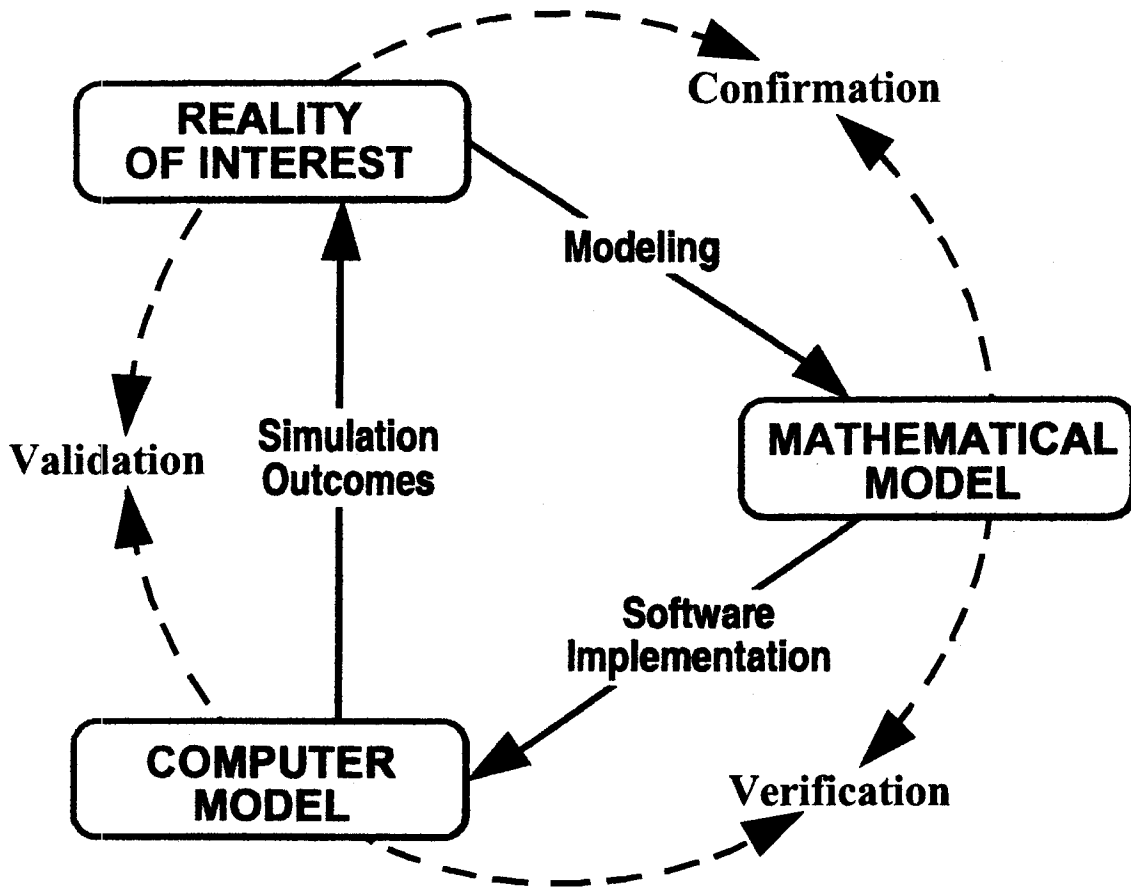 REALITY
OF INTEREST
Confirmation
Modeling
Validation
Simulation
Outcomes
MATHEMATICAL
MODEL
Software
Implementation
COMPUTER
MODEL
Verification